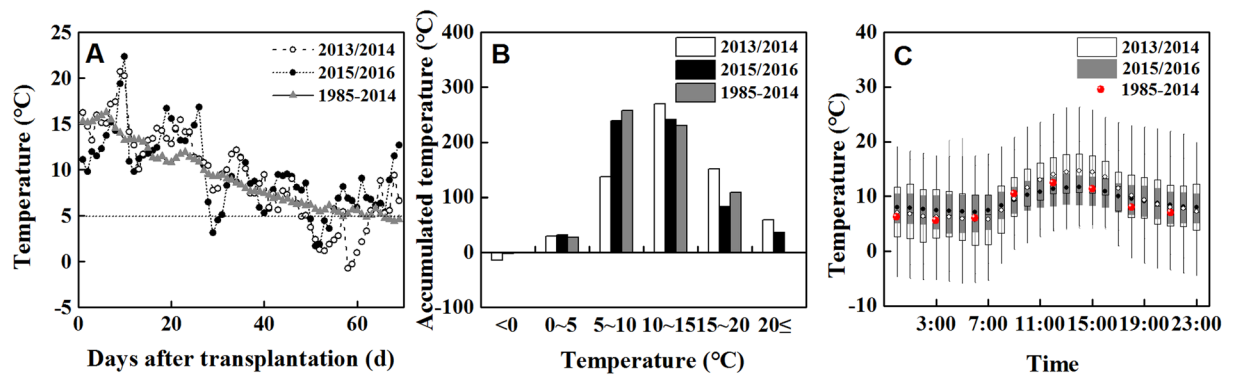 A
2013/2014
2015/2016
1985-2014
25
20
15
10
5
0
-5
0 20 40 60
Temperature (°C)
Days after transplantation (d)
B
2013/2014
2015/2016
1985-2014
400
300
200
100
0
-100
<0 0~5 5~10 10~15 15~20 20≤
Accumulated temperature (°C)
Temperature (°C)
C
2013/2014
2015/2016
1985-2014
40
30
20
10
0
-10
3:00 7:00 11:00 15:00 19:00 23:00
Temperature (°C)
Time